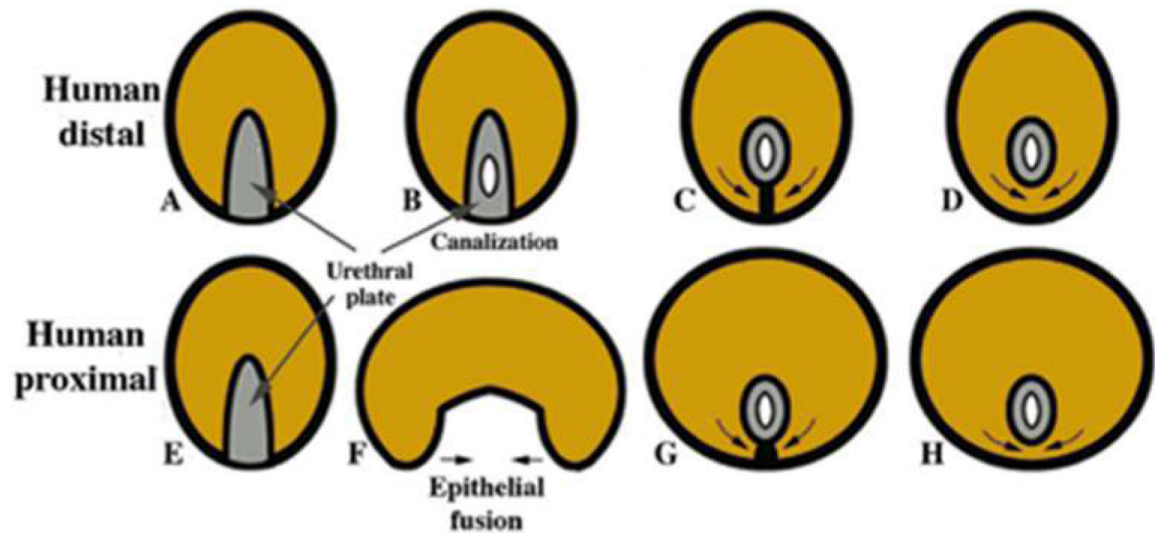 Human
distal
A
B
C
D
Canalization
Urethral
plate
Human
proximal
E
F
G
H
Epithelial
fusion